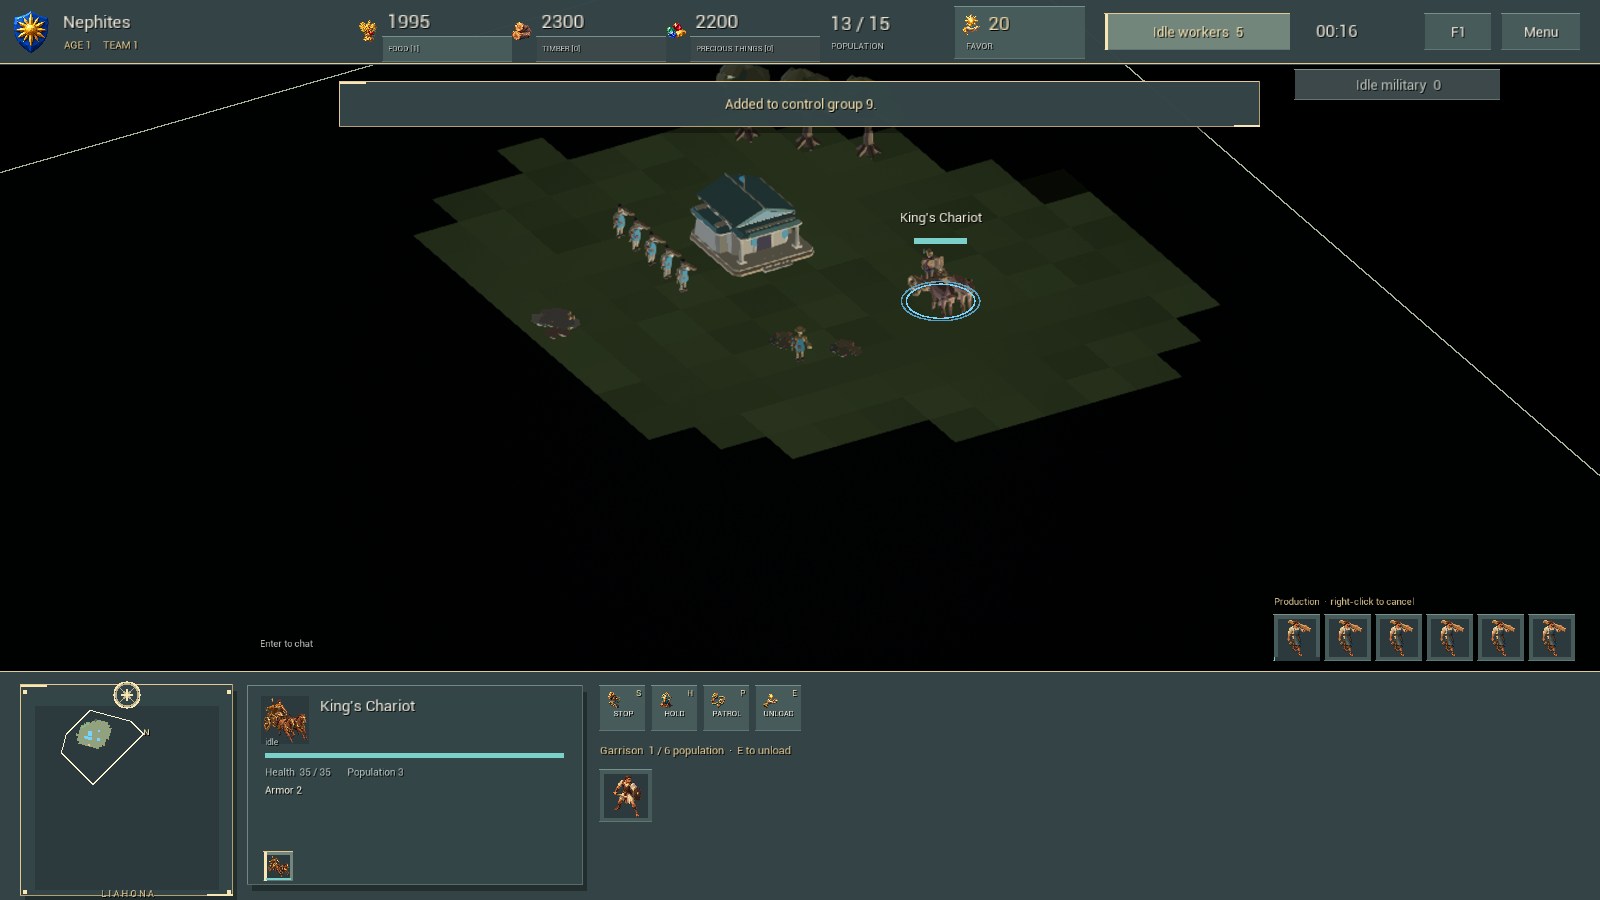 Nephites
AGE 1 TEAM 1
1995
FOOD [1]
2300
TIMBER [0]
2200
PRECIOUS THINGS [0]
13 / 15
POPULATION
20
FAVOR
Idle workers 5
00:16
F1
Menu
Idle military 0
Added to control group 9.
King's Chariot
Production · right-click to cancel
Enter to chat
N
LIAHONA
King's Chariot
idle
Health 35 / 35 Population 3
Armor 2
S
STOP
H
HOLD
P
PATROL
E
UNLOAD
Garrison 1 / 6 population · E to unload